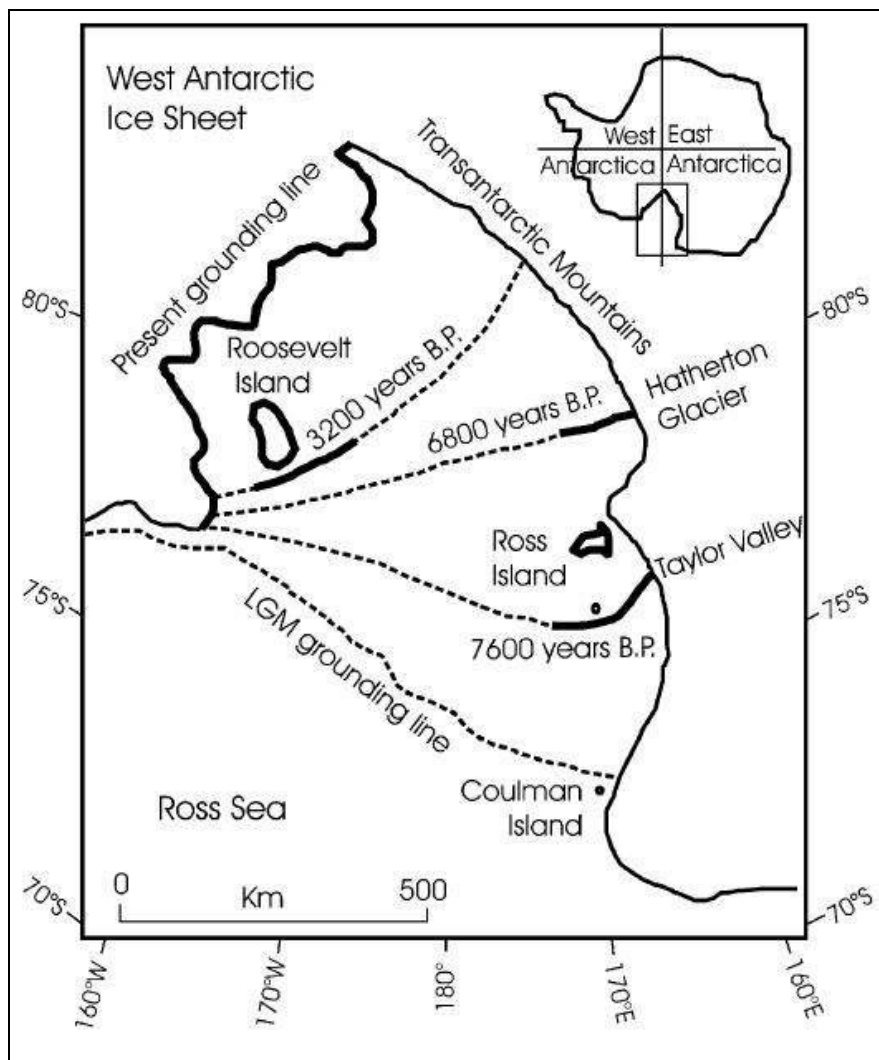 West Antarctic
Ice Sheet
West East
Antarctica Antarctica
Transantarctic Mountains
Present grounding line
80°S
80°S
Roosevelt
Island
3200 years B.P.
6800 years B.P.
Hatherton
Glacier
Ross
Island
Taylor Valley
75°S
75°S
7600 years B.P.
LGM grounding line
Coulman
Island
Ross Sea
0 Km 500
70°S
70°S
160°W
170°W
180°
170°E
160°E